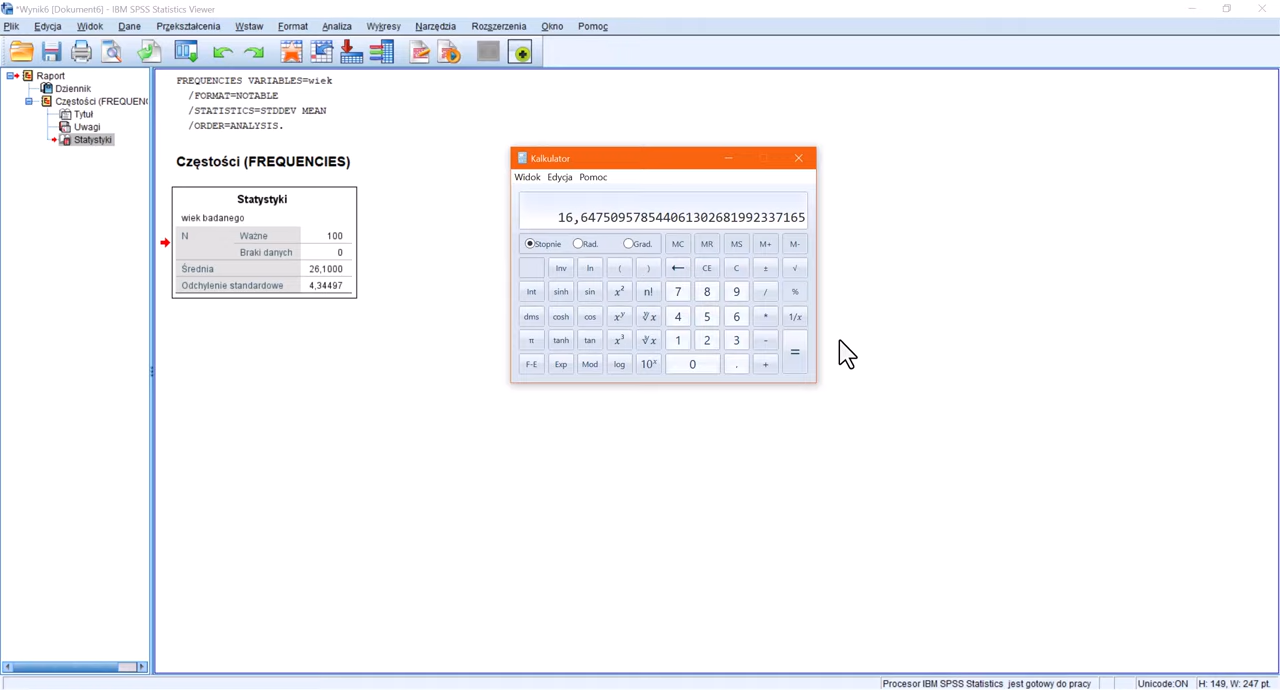 *Wynik6 [Dokument6] - IBM SPSS Statistics Viewer
Plik Edycja Widok Dane Przekształcenia Wstaw Format Analiza Wykresy Narzędzia Rozszerzenia Okno Pomoc
Raport
Dziennik
Częstości (FREQUENC
Tytuł
Uwagi
Statystyki
FREQUENCIES VARIABLES=wiek
/FORMAT=NOTABLE
/STATISTICS=STDDEV MEAN
/ORDER=ANALYSIS.
Częstości (FREQUENCIES)
Statystyki
wiek badanego
N Ważne 100
Braki danych 0
Średnia 26,1000
Odchylenie standardowe 4,34497
Kalkulator
Widok Edycja Pomoc
16,647509578544061302681992337165
Stopnie Rad. Grad. MC MR MS M+ M-
Inv ln ( ) ← CE C ± √
Int sinh sin x² n! 7 8 9 / %
dms cosh cos xʸ ʸ√x 4 5 6 * 1/x
π tanh tan x³ ³√x 1 2 3 - =
F-E Exp Mod log 10ˣ 0 . +
Procesor IBM SPSS Statistics jest gotowy do pracy Unicode:ON H: 149, W: 247 pt.